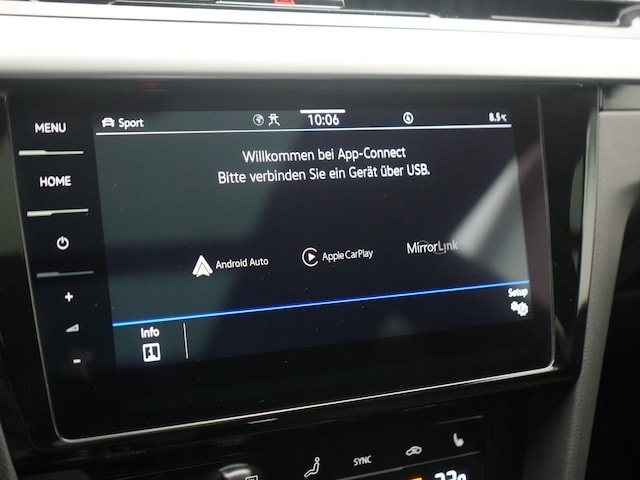 MENU
HOME
+
-
Sport
10:06
8.5°C
Willkommen bei App-Connect
Bitte verbinden Sie ein Gerät über USB.
Android Auto
Apple CarPlay
MirrorLink
Info
Setup
SYNC